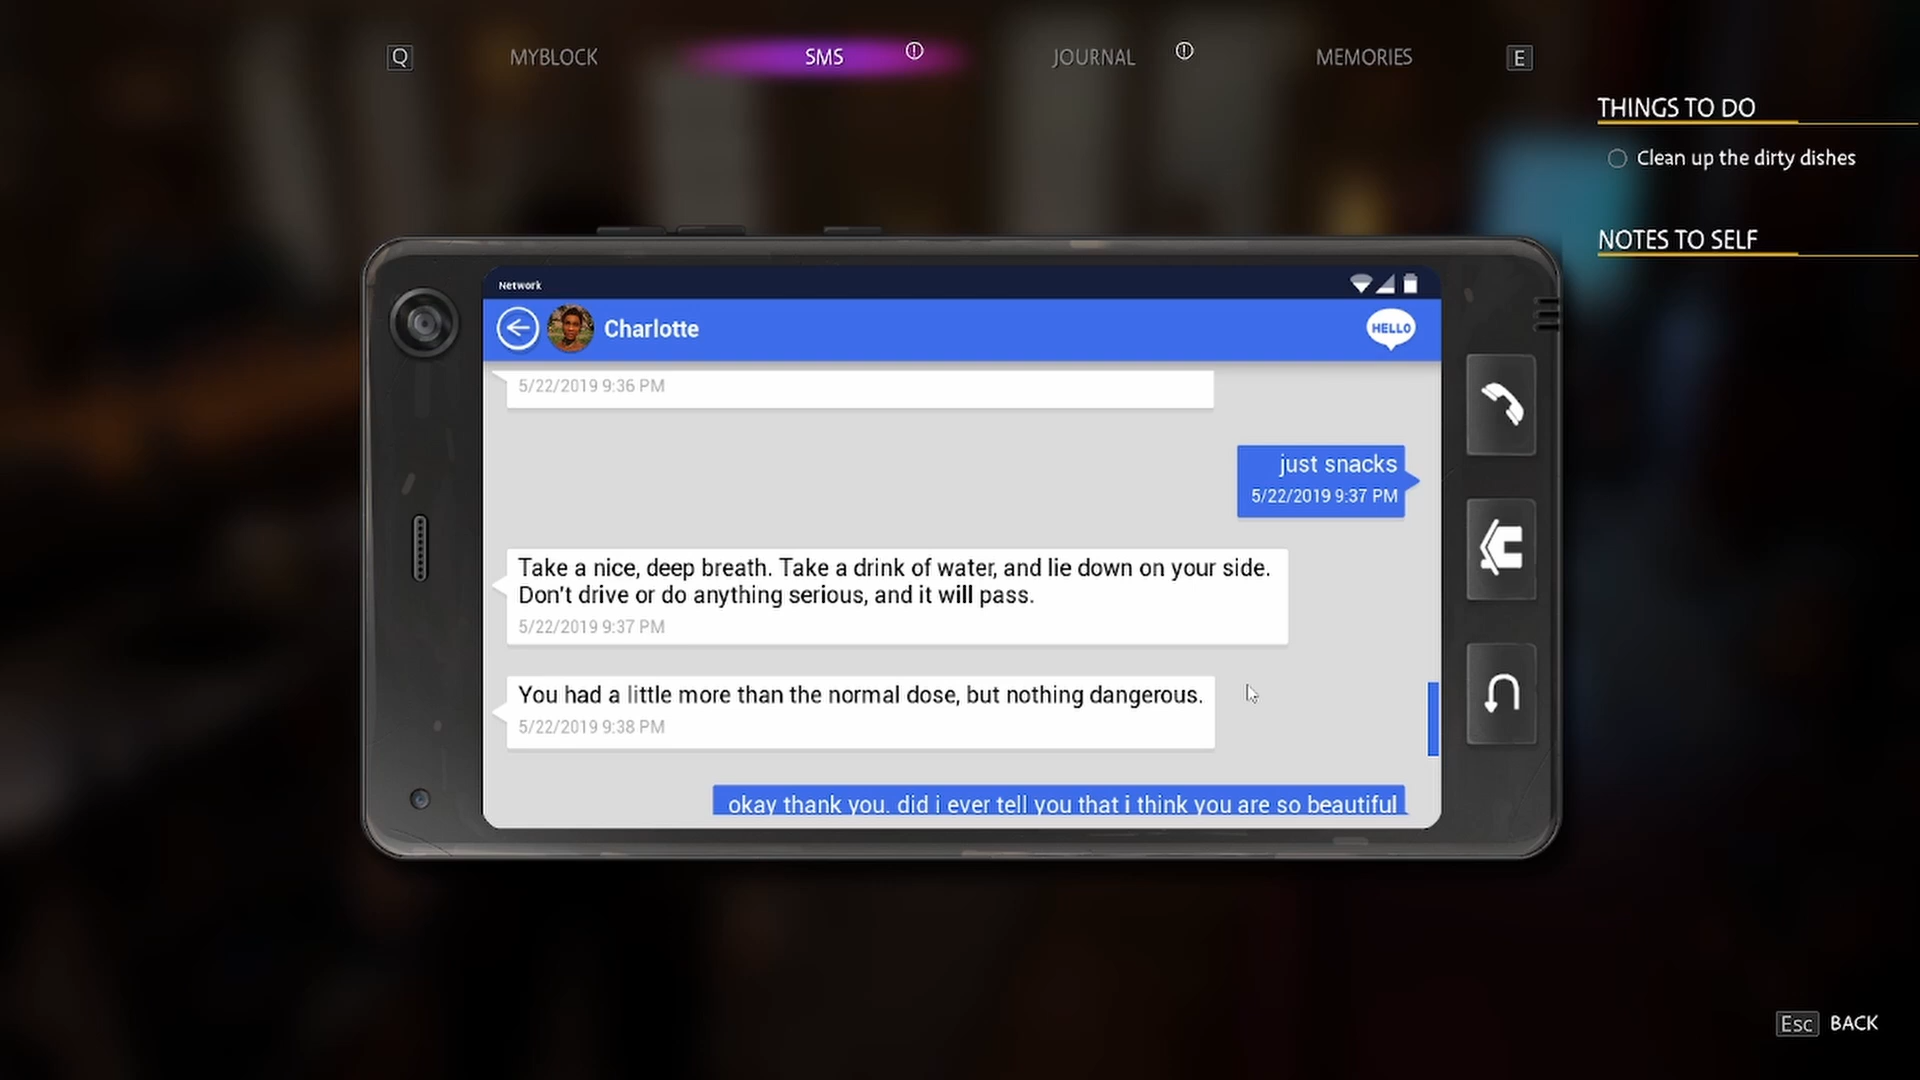 Q
MYBLOCK
SMS
JOURNAL
MEMORIES
E
THINGS TO DO
Clean up the dirty dishes
NOTES TO SELF
Network
Charlotte
HELLO
5/22/2019 9:36 PM
just snacks
5/22/2019 9:37 PM
Take a nice, deep breath. Take a drink of water, and lie down on your side.
Don't drive or do anything serious, and it will pass.
5/22/2019 9:37 PM
You had a little more than the normal dose, but nothing dangerous.
5/22/2019 9:38 PM
okay thank you. did i ever tell you that i think you are so beautiful
Esc BACK